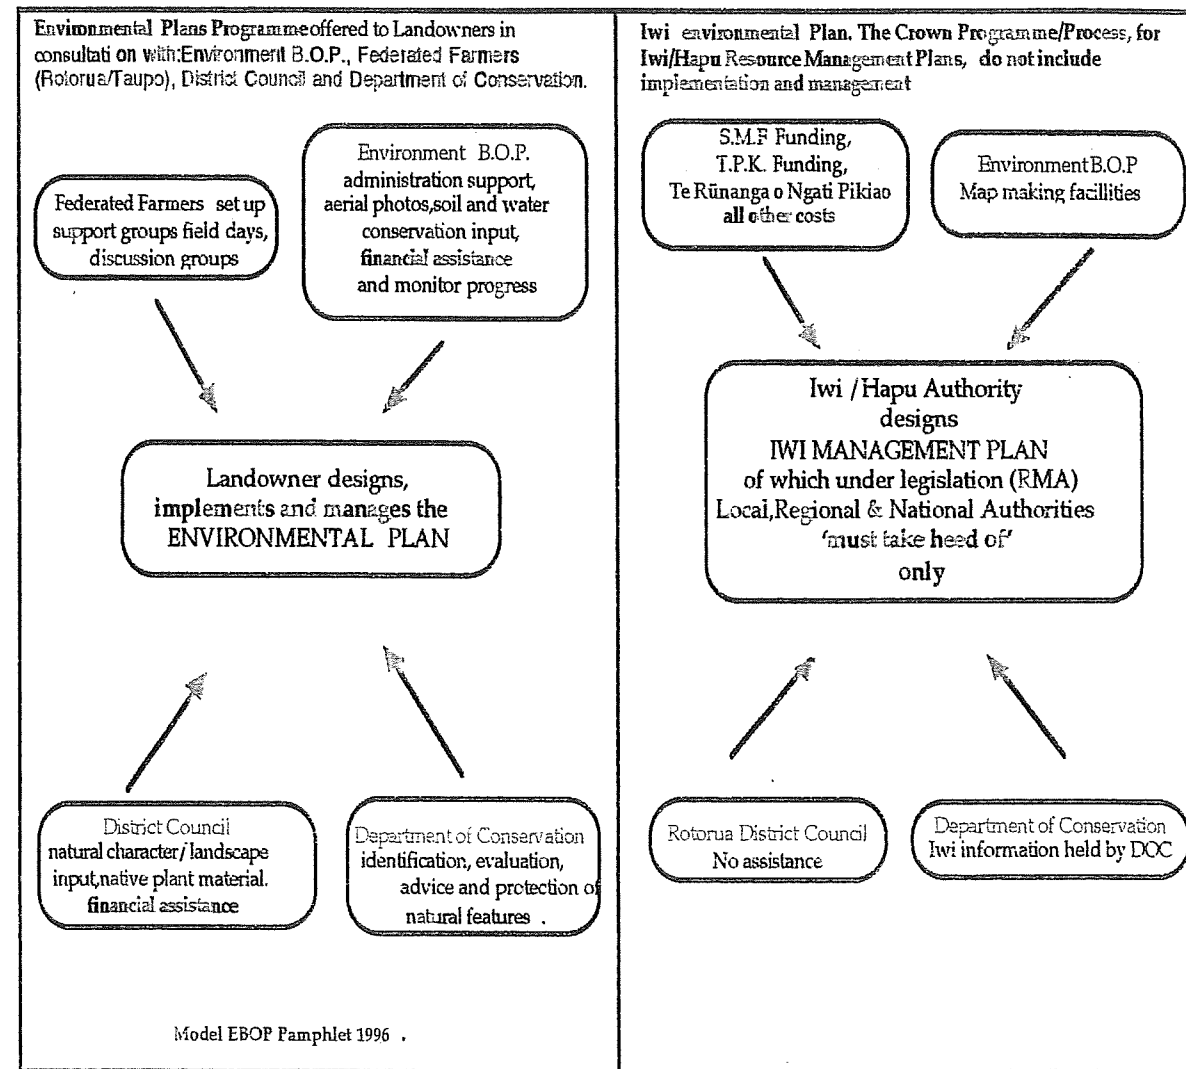 Environmental Plans Programme offered to Landowners in
consultati on with:Environment B.O.P., Federated Farmers
(Rotorua/Taupo), District Council and Department of Conservation.
Federated Farmers set up
support groups field days,
discussion groups
Environment B.O.P.
administration support,
aerial photos,soil and water
conservation input,
financial assistance
and monitor progress
Landowner designs,
implements and manages the
ENVIRONMENTAL PLAN
District Council
natural character/ landscape
input,native plant material.
financial assistance
Department of Conservation
identification, evaluation,
advice and protection of
natural features .
Model EBOP Pamphlet 1996 .
Iwi environmental Plan. The Crown Programme/Process, for
Iwi/Hapu Resource Management Plans, do not include
implementation and management
S.M.F Funding,
T.P.K. Funding,
Te Rūnanga o Ngati Pikiao
all other costs
Environment B.O.P
Map making facillities
Iwi / Hapu Authority
designs
IWI MANAGEMENT PLAN
of which under legislation (RMA)
Local,Regional & National Authorities
'must take heed of'
only
Rotorua District Council
No assistance
Department of Conservation
Iwi information held by DOC